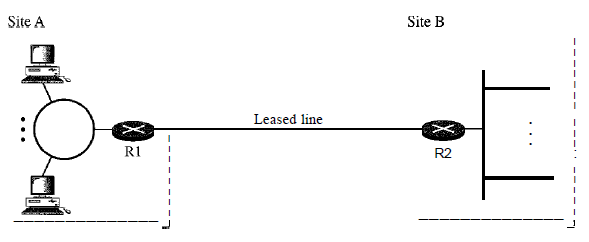 Site A
Site B
Leased line
R1
R2